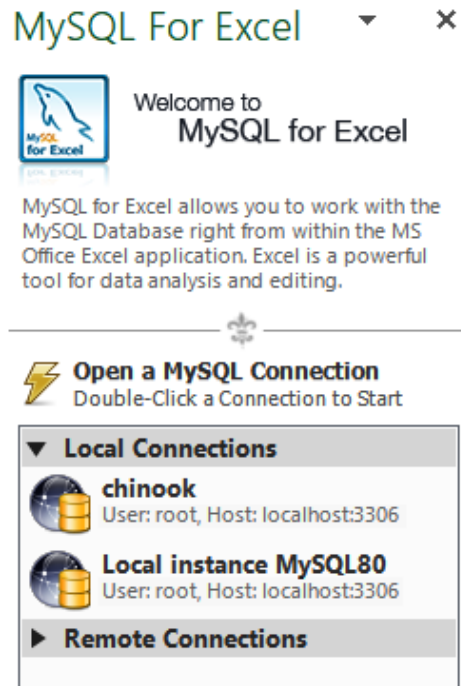 MySQL For Excel
MySQL
for Excel
Welcome to
MySQL for Excel
MySQL for Excel allows you to work with the
MySQL Database right from within the MS
Office Excel application. Excel is a powerful
tool for data analysis and editing.
Open a MySQL Connection
Double-Click a Connection to Start
Local Connections
chinook
User: root, Host: localhost:3306
Local instance MySQL80
User: root, Host: localhost:3306
Remote Connections